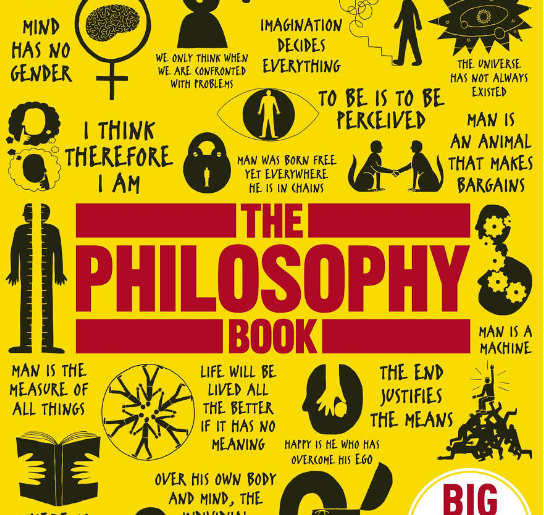 MIND
HAS NO
GENDER
WE ONLY THINK WHEN
WE ARE CONFRONTED
WITH PROBLEMS
IMAGINATION
DECIDES
EVERYTHING
THE UNIVERSE
HAS NOT ALWAYS
EXISTED
TO BE IS TO BE
PERCEIVED
I THINK
THEREFORE
I AM
MAN WAS BORN FREE
YET EVERYWHERE
HE IS IN CHAINS
MAN IS
AN ANIMAL
THAT MAKES
BARGAINS
THE
PHILOSOPHY
BOOK
MAN IS A
MACHINE
MAN IS THE
MEASURE OF
ALL THINGS
LIFE WILL BE
LIVED ALL
THE BETTER
IF IT HAS NO
MEANING
HAPPY IS HE WHO HAS
OVERCOME HIS EGO
THE END
JUSTIFIES
THE MEANS
OVER HIS OWN BODY
AND MIND, THE
BIG